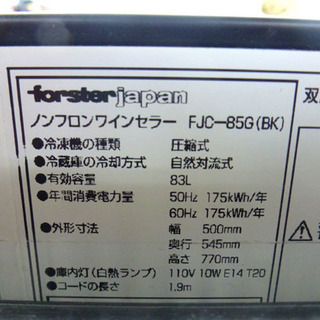 forsterjapan
ノンフロンワインセラー FJC-85G(BK)
●冷凍機の種類 圧縮式
●冷蔵庫の冷却方式 自然対流式
●有効容量 83L
●年間消費電力量 50Hz 175kWh/年
60Hz 175kWh/年
●外形寸法 幅 500mm
奥行 545mm
高さ 770mm
●庫内灯(白熱ランプ) 110V 10W E14 T20
●コードの長さ 1.9m
双